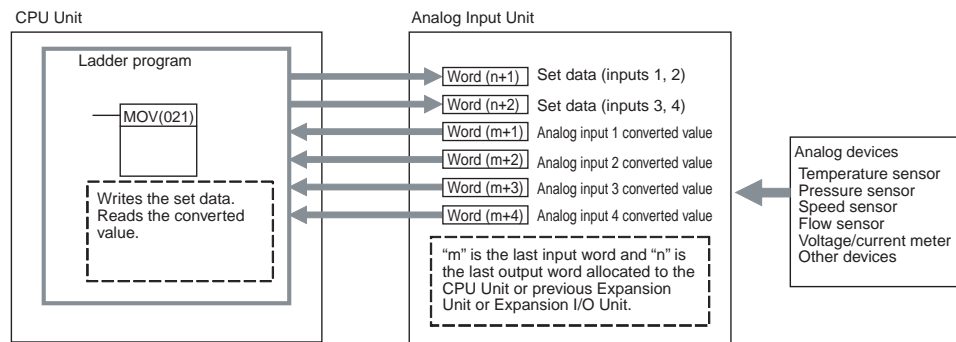 CPU Unit
Analog Input Unit
Ladder program
MOV(021)
Writes the set data.
Reads the converted
value.
Word (n+1) Set data (inputs 1, 2)
Word (n+2) Set data (inputs 3, 4)
Word (m+1) Analog input 1 converted value
Word (m+2) Analog input 2 converted value
Word (m+3) Analog input 3 converted value
Word (m+4) Analog input 4 converted value
“m” is the last input word and “n” is
the last output word allocated to the
CPU Unit or previous Expansion
Unit or Expansion I/O Unit.
Analog devices
Temperature sensor
Pressure sensor
Speed sensor
Flow sensor
Voltage/current meter
Other devices